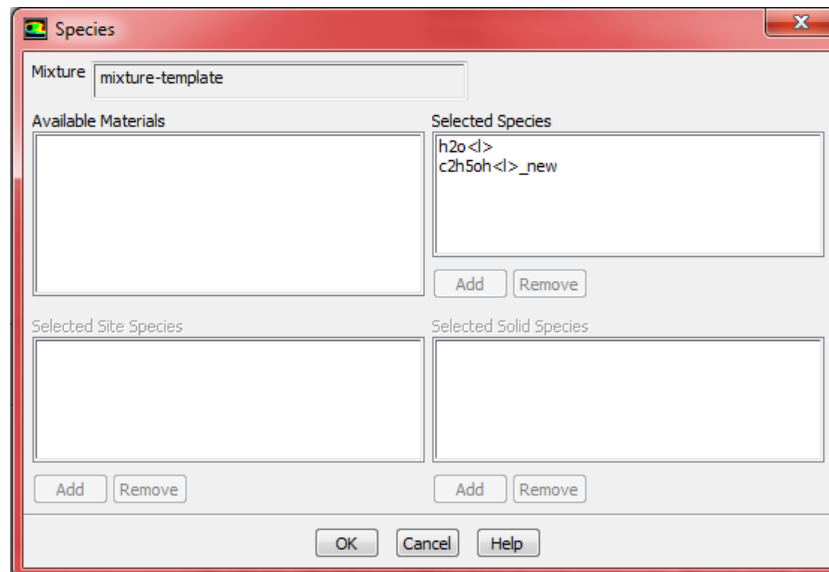 Species
Mixture mixture-template
Available Materials
Selected Species
h2o<l>
c2h5oh<l>_new
Add Remove
Selected Site Species
Selected Solid Species
Add Remove
Add Remove
OK Cancel Help